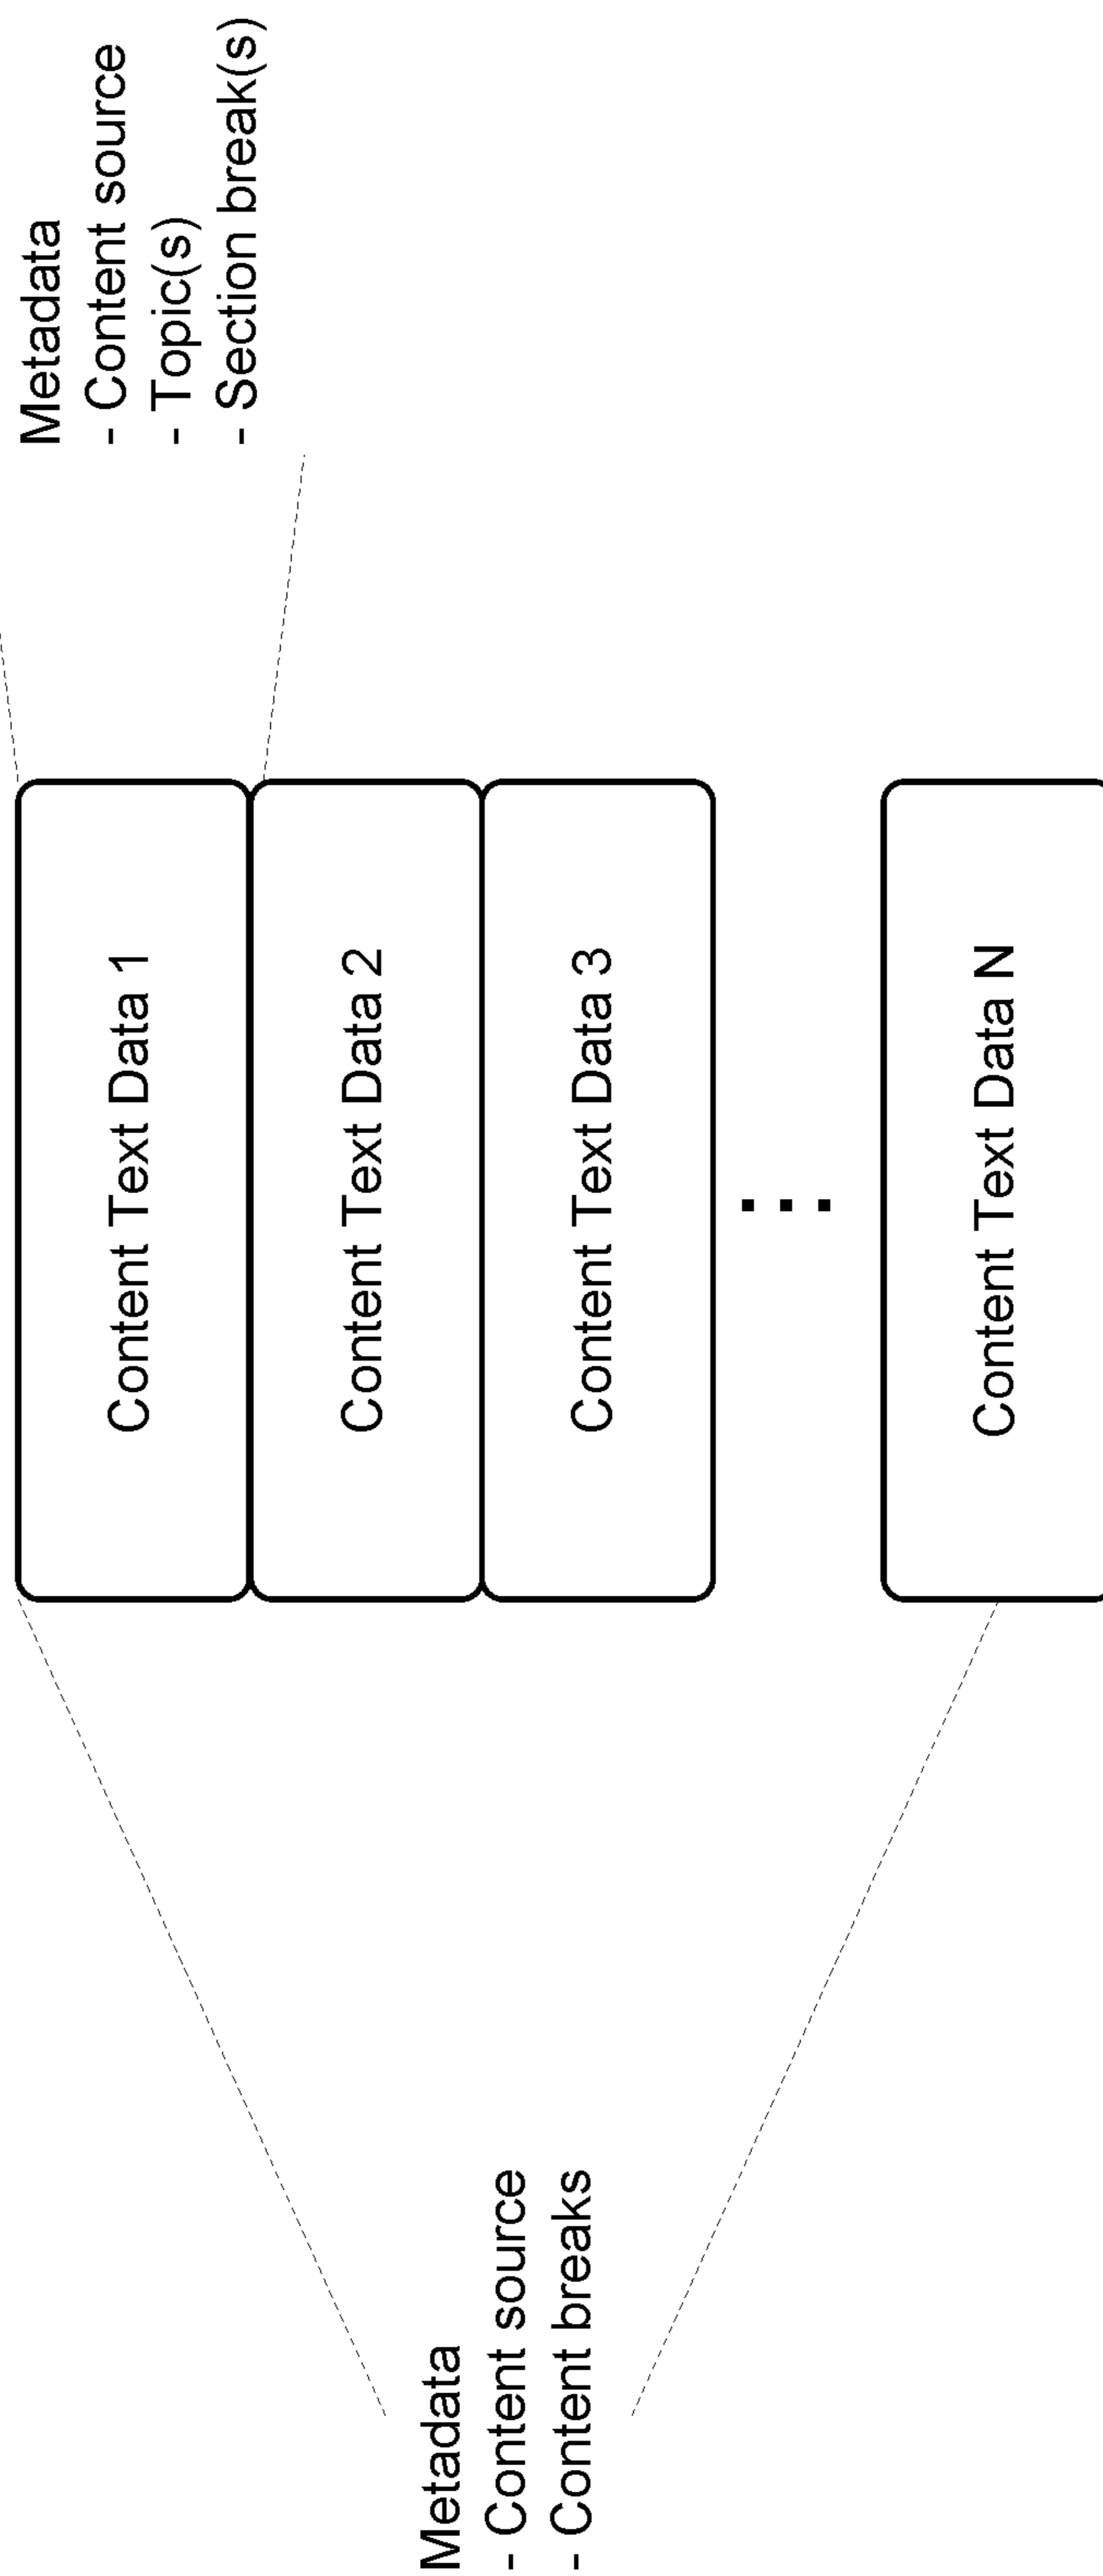 Metadata
- Content source
- Content breaks
Content Text Data 1
Content Text Data 2
Content Text Data 3
Content Text Data N
Metadata
- Content source
- Topic(s)
- Section break(s)